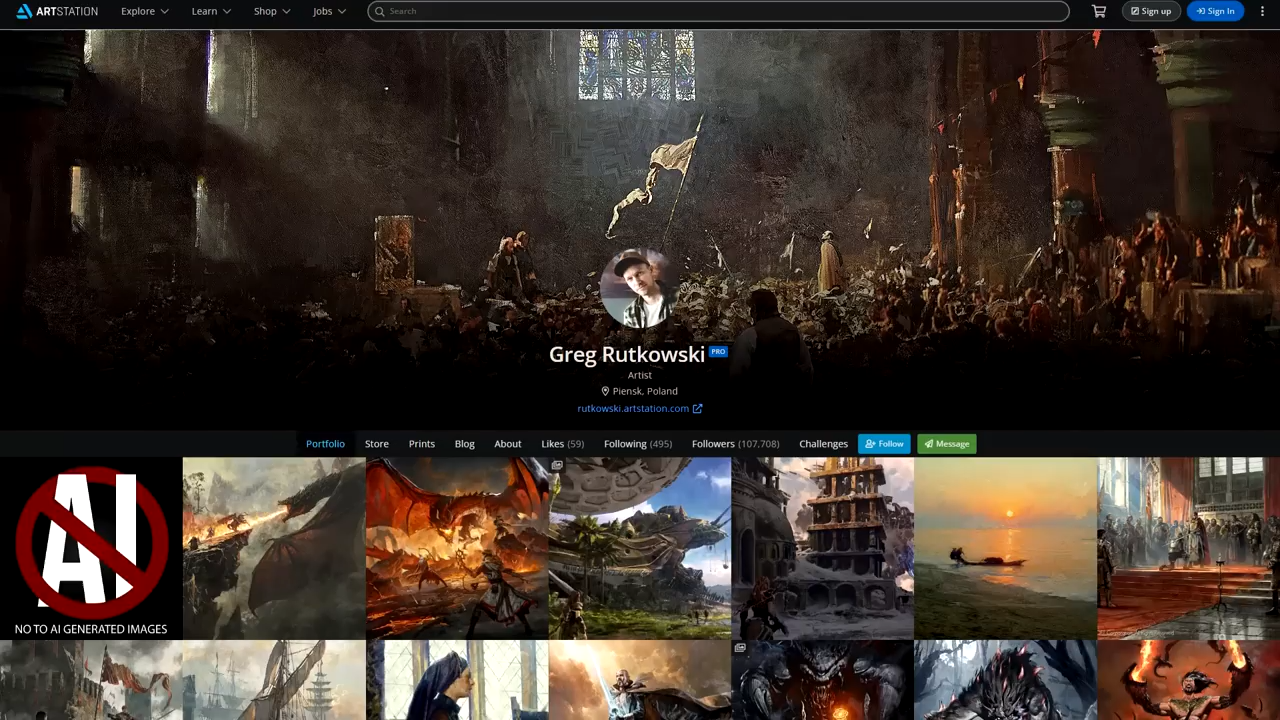 ARTSTATION Explore Learn Shop Jobs Search Sign up Sign In
Greg Rutkowski PRO
Artist
Piensk, Poland
rutkowski.artstation.com
Portfolio Store Prints Blog About Likes (59) Following (495) Followers (107,708) Challenges Follow Message
AI
NO TO AI GENERATED IMAGES